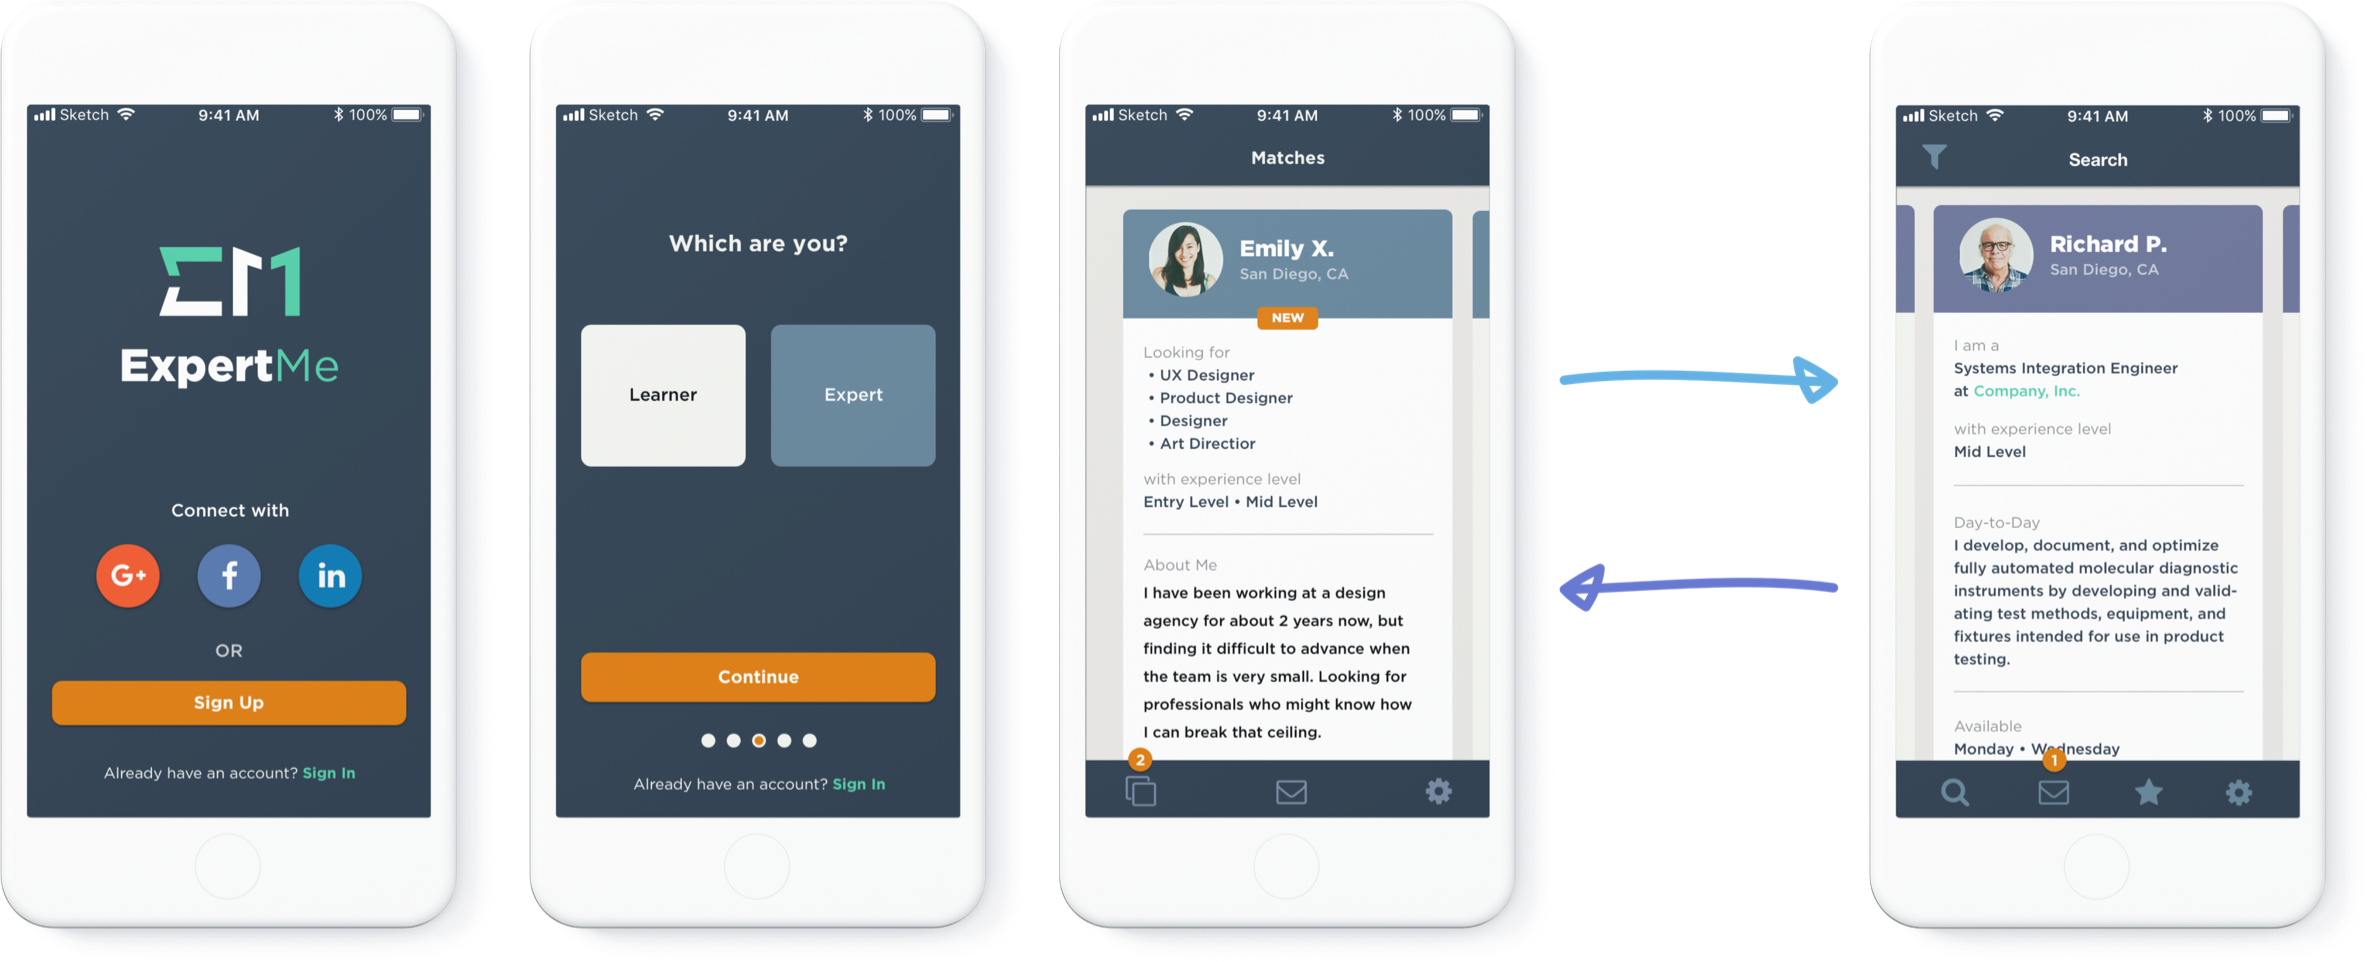 Sketch 9:41 AM 100%
EM
ExpertMe
Connect with
G+ f in
OR
Sign Up
Already have an account? Sign In
Sketch 9:41 AM 100%
Which are you?
Learner Expert
Continue
Already have an account? Sign In
Sketch 9:41 AM 100%
Matches
Emily X.
San Diego, CA
NEW
Looking for
• UX Designer
• Product Designer
• Designer
• Art Directior
with experience level
Entry Level • Mid Level
About Me
I have been working at a design
agency for about 2 years now, but
finding it difficult to advance when
the team is very small. Looking for
professionals who might know how
I can break that ceiling.
2
Sketch 9:41 AM 100%
Search
Richard P.
San Diego, CA
I am a
Systems Integration Engineer
at Company, Inc.
with experience level
Mid Level
Day-to-Day
I develop, document, and optimize
fully automated molecular diagnostic
instruments by developing and valid-
ating test methods, equipment, and
fixtures intended for use in product
testing.
Available
Monday • Wednesday
1